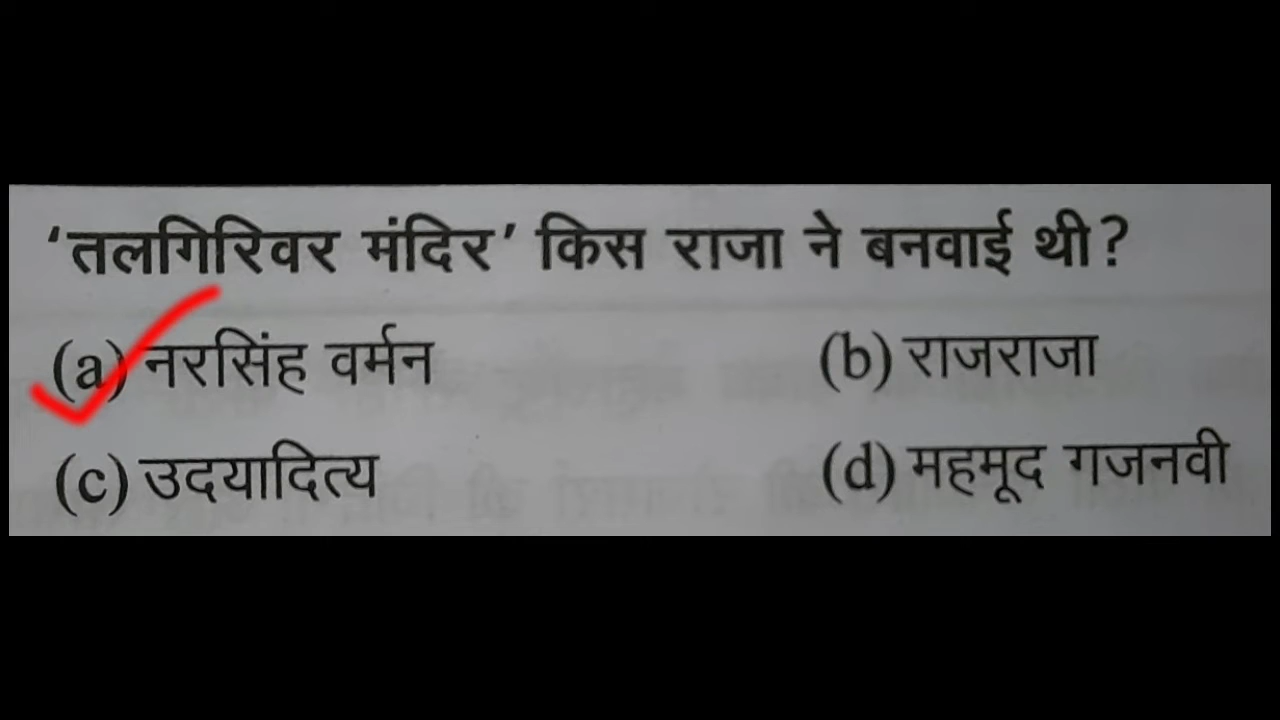 ‘तलगिरिवर मंदिर’ किस राजा ने बनवाई थी?
(a) नरसिंह वर्मन (b) राजराजा
(c) उदयादित्य (d) महमूद गजनवी